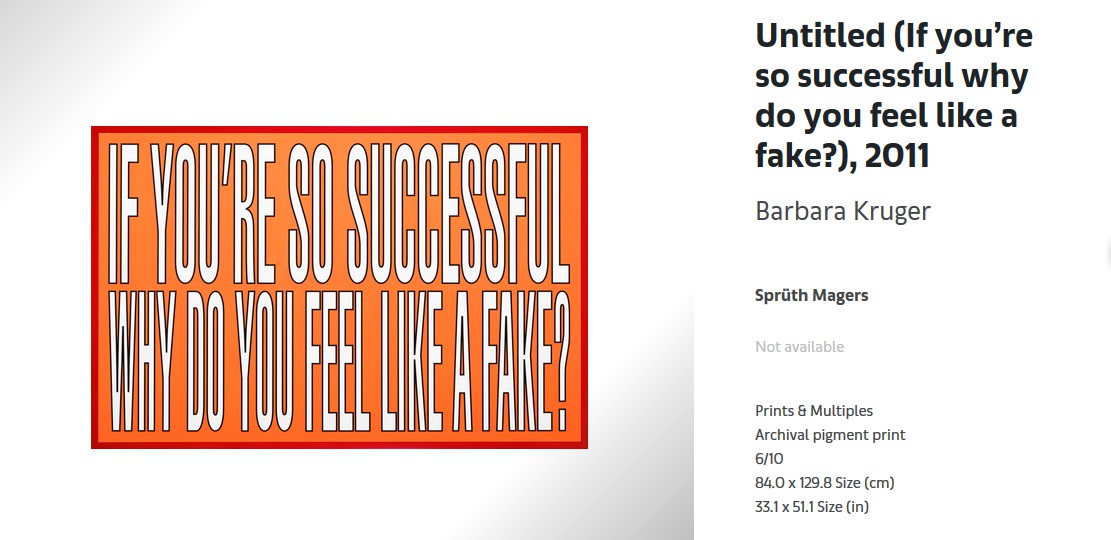 IF YOU'RE SO SUCCESSFUL
WHY DO YOU FEEL LIKE A FAKE?
Untitled (If you’re
so successful why
do you feel like a
fake?), 2011
Barbara Kruger
Sprüth Magers
Not available
Prints & Multiples
Archival pigment print
6/10
84.0 x 129.8 Size (cm)
33.1 x 51.1 Size (in)